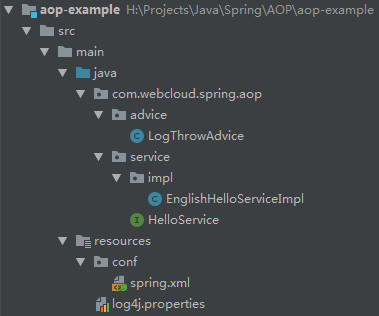 aop-example H:\Projects\Java\Spring\AOP\aop-example
src
main
java
com.webcloud.spring.aop
advice
LogThrowAdvice
service
impl
EnglishHelloServiceImpl
HelloService
resources
conf
spring.xml
log4j.properties